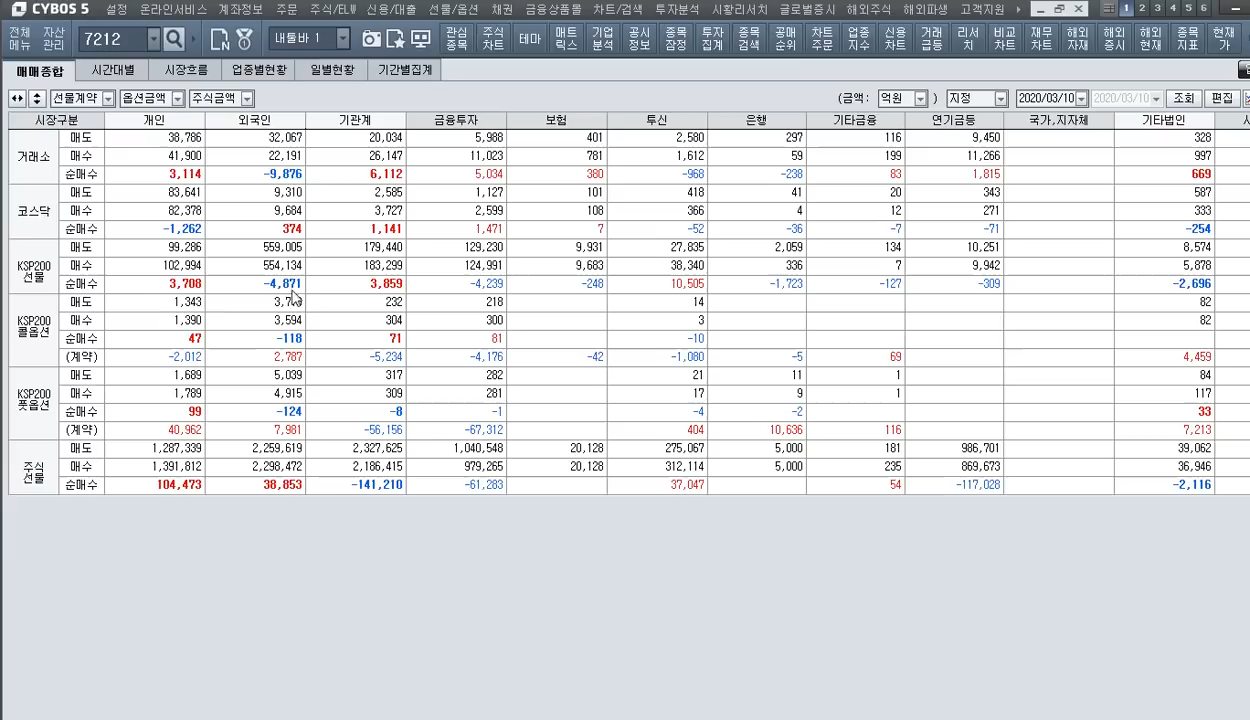 CYBOS 5 설정 온라인서비스 계좌정보 주문 주식/ELW 신용/대출 선물/옵션 채권 금융상품몰 차트/검색 투자분석 시황리서치 글로벌증시 해외주식 해외파생 고객지원 1 2 3 4 5 6
전체메뉴 자산관리 7212 내툴바 1 관심종목 주식차트 테마 매트릭스 기업분석 공시정보 종목잠정 투자집계 종목검색 공매순위 차트주문 업종지수 신용차트 거래급등 리서치 비교차트 재무차트 해외자재 해외증시 해외현재 종목지표 현재가
매매종합 시간대별 시장흐름 업종별현황 일별현황 기간별집계
선물계약 옵션금액 주식금액 (금액: 억원 ) 지정 2020/03/10 2020/03/10 조회 편집
시장구분 개인 외국인 기관계 금융투자 보험 투신 은행 기타금융 연기금등 국가,지자체 기타법인
거래소 매도 38,786 32,067 20,034 5,988 401 2,580 297 116 9,450 328
매수 41,900 22,191 26,147 11,023 781 1,612 59 199 11,266 997
순매수 3,114 -9,876 6,112 5,034 380 -968 -238 83 1,815 669
코스닥 매도 83,641 9,310 2,585 1,127 101 418 41 20 343 587
매수 82,378 9,684 3,727 2,599 108 366 4 12 271 333
순매수 -1,262 374 1,141 1,471 7 -52 -36 -7 -71 -254
KSP200 선물 매도 99,286 559,005 179,440 129,230 9,931 27,835 2,059 134 10,251 8,574
매수 102,994 554,134 183,299 124,991 9,683 38,340 336 7 9,942 5,878
순매수 3,708 -4,871 3,859 -4,239 -248 10,505 -1,723 -127 -309 -2,696
KSP200 콜옵션 매도 1,343 232 218 14 82
매수 1,390 3,594 304 300 3 82
순매수 47 -118 71 81 -10
(계약) -2,012 2,787 -5,234 -4,176 -42 -1,080 -5 69 4,459
KSP200 풋옵션 매도 1,689 5,039 317 282 21 11 1 84
매수 1,789 4,915 309 281 17 9 1 117
순매수 99 -124 -8 -1 -4 -2 33
(계약) 40,962 7,981 -56,156 -67,312 404 10,636 116 7,213
주식 선물 매도 1,287,339 2,259,619 2,327,625 1,040,548 20,128 275,067 5,000 181 986,701 39,062
매수 1,391,812 2,298,472 2,186,415 979,265 20,128 312,114 5,000 235 869,673 36,946
순매수 104,473 38,853 -141,210 -61,283 37,047 54 -117,028 -2,116